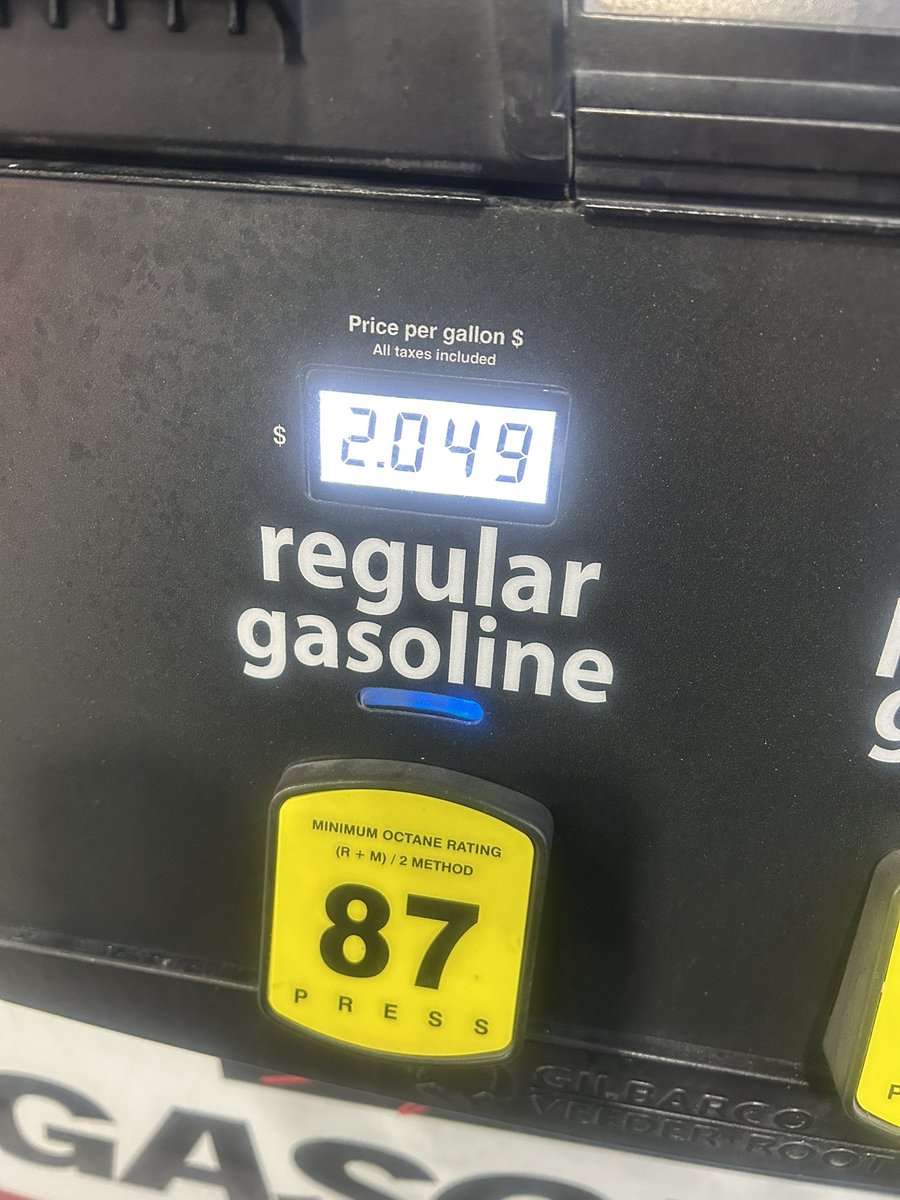 Price per gallon $
All taxes included
$ 2.049
regular
gasoline
MINIMUM OCTANE RATING
(R + M) / 2 METHOD
87
PRESS
GILBARCO
VEEDER-ROOT